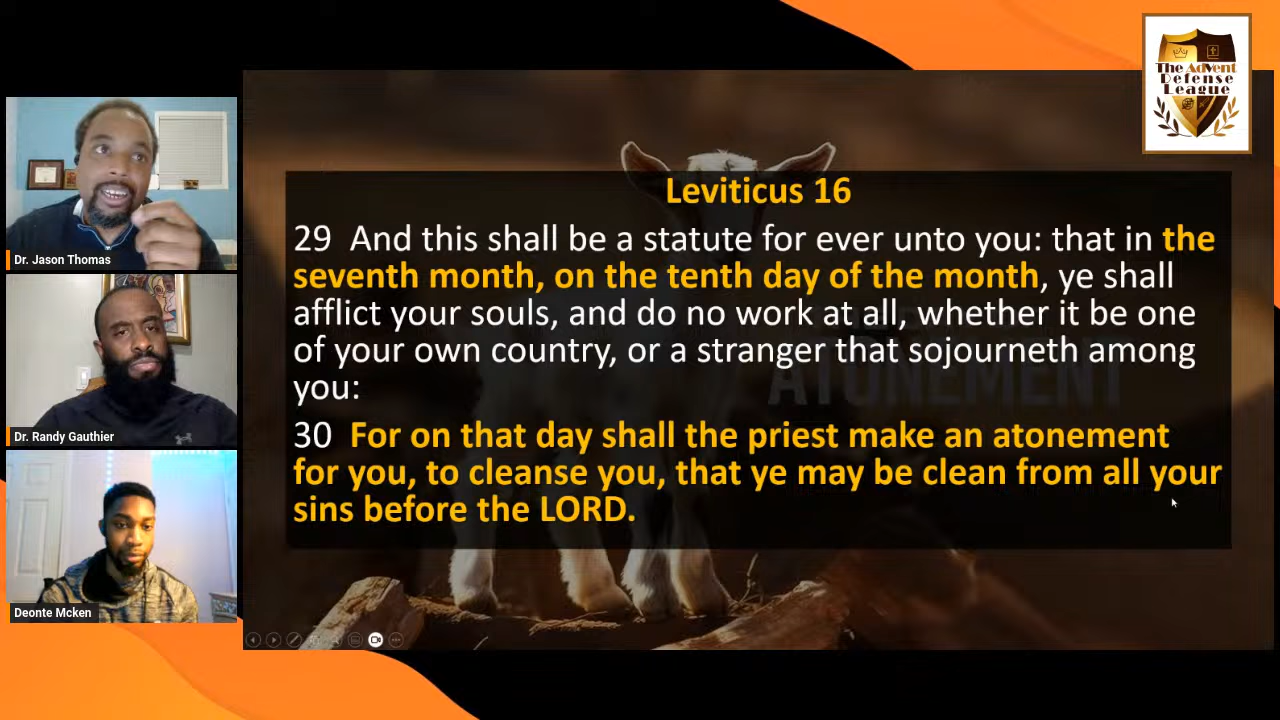 The Advent
Defense
League
Dr. Jason Thomas
Dr. Randy Gauthier
Deonte Mcken
Leviticus 16
29 And this shall be a statute for ever unto you: that in the
seventh month, on the tenth day of the month, ye shall
afflict your souls, and do no work at all, whether it be one
of your own country, or a stranger that sojourneth among
you:
ATONEMENT
30 For on that day shall the priest make an atonement
for you, to cleanse you, that ye may be clean from all your
sins before the LORD.